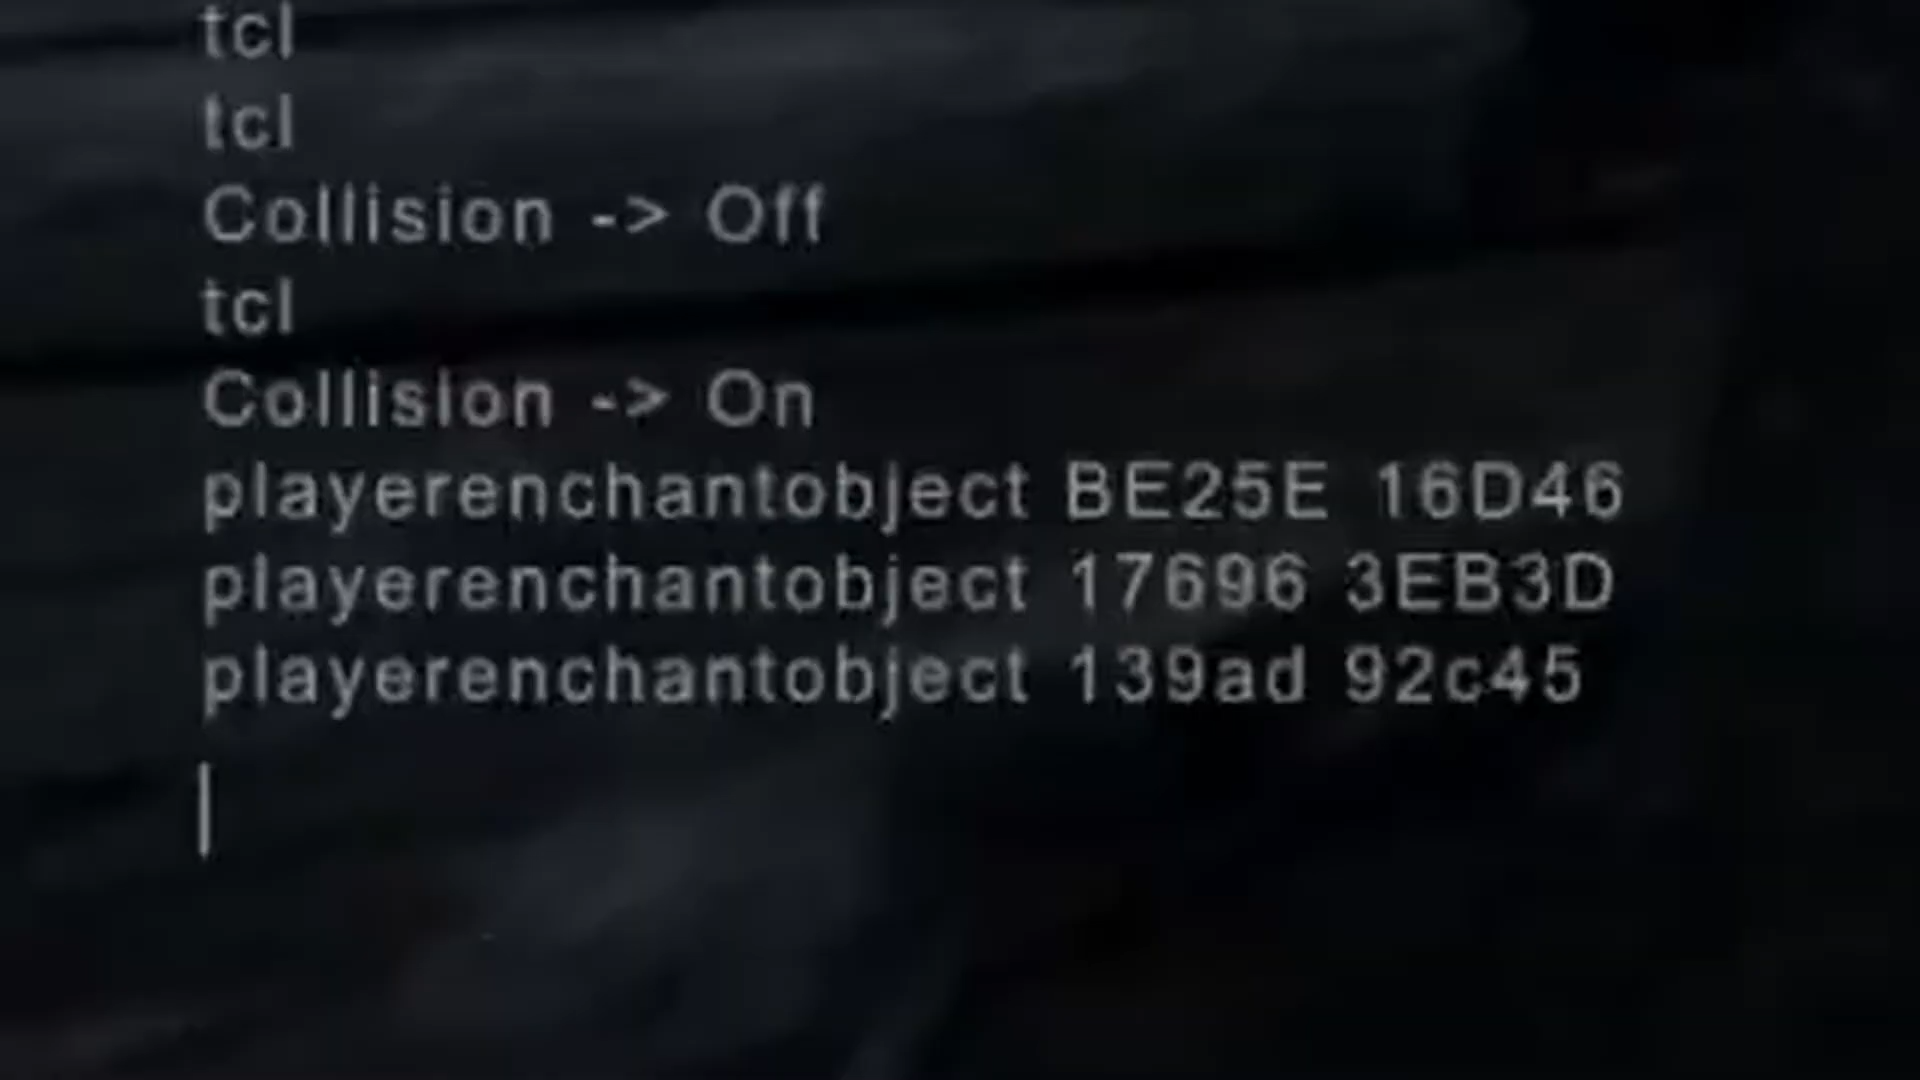 tcl
tcl
Collision -> Off
tcl
Collision -> On
playerenchantobject BE25E 16D46
playerenchantobject 17696 3EB3D
playerenchantobject 139ad 92c45